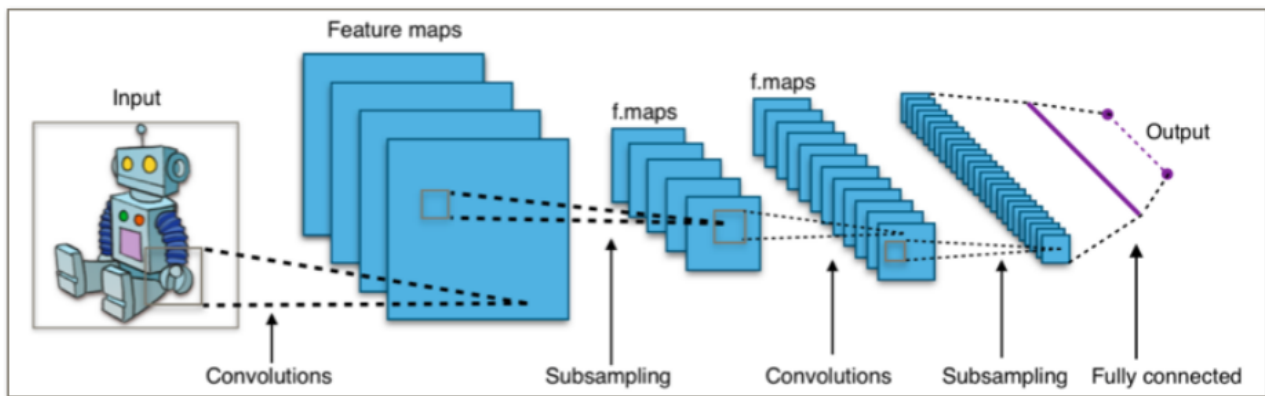 Input
Feature maps
f.maps
f.maps
Output
Convolutions
Subsampling
Convolutions
Subsampling
Fully connected